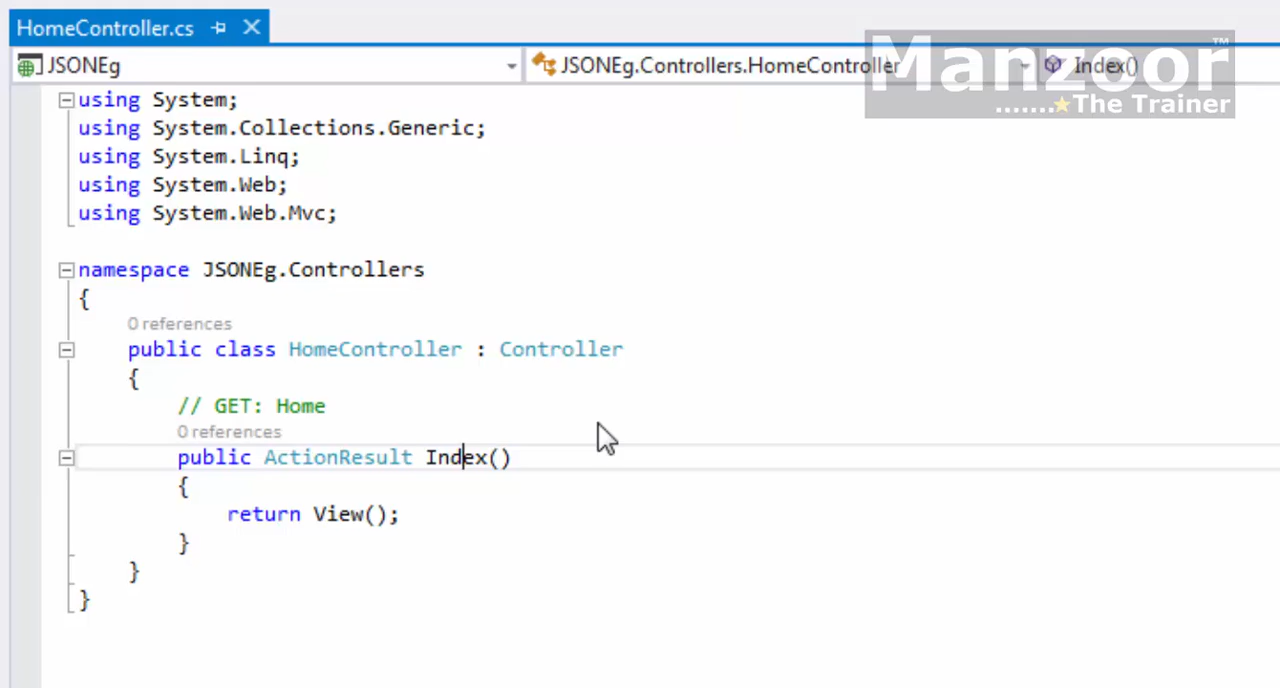 HomeController.cs
JSONEg JSONEg.Controllers.HomeController Index()
Manzoor™
.......The Trainer
using System;
using System.Collections.Generic;
using System.Linq;
using System.Web;
using System.Web.Mvc;
namespace JSONEg.Controllers
{
0 references
public class HomeController : Controller
{
// GET: Home
0 references
public ActionResult Index()
{
return View();
}
}
}